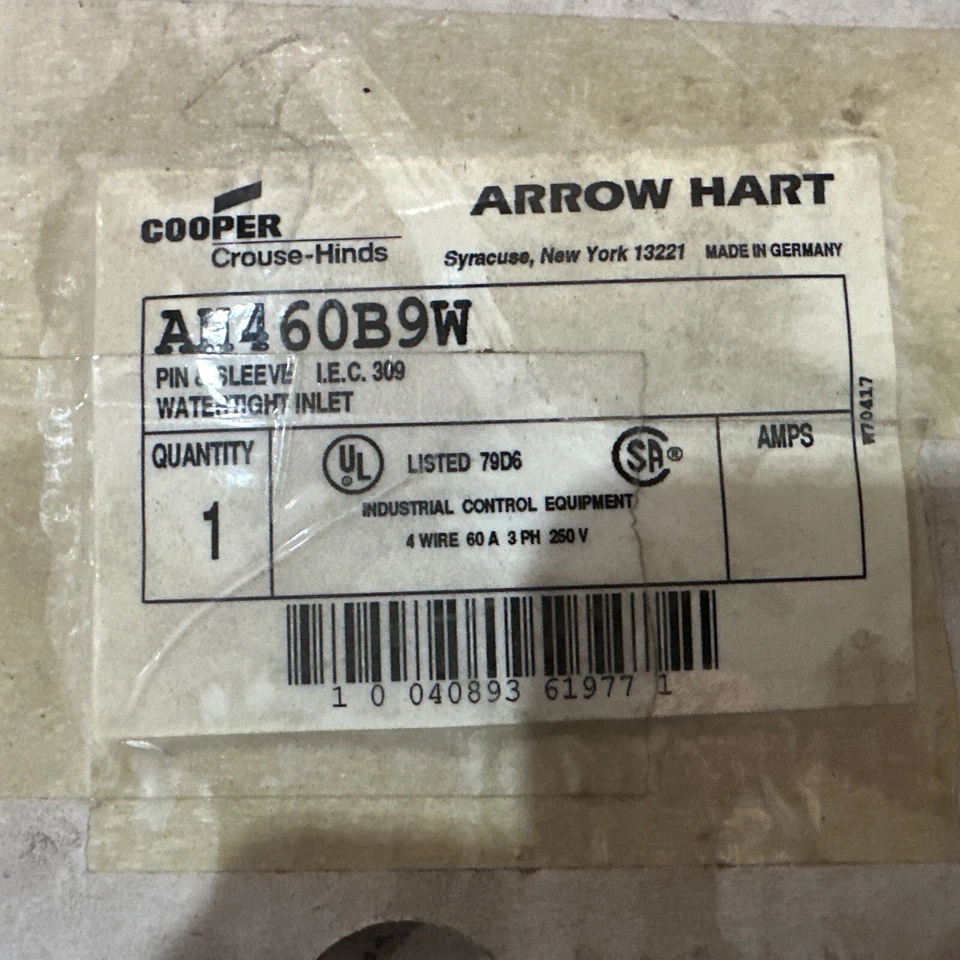 COOPER
Crouse-Hinds
ARROW HART
Syracuse, New York 13221 MADE IN GERMANY
AH460B9W
PIN & SLEEVE I.E.C. 309
WATERTIGHT INLET
W70417
QUANTITY
1
UL
LISTED 79D6
SA®
INDUSTRIAL CONTROL EQUIPMENT
4 WIRE 60 A 3 PH 250 V
AMPS
1 0 040893 61977 1